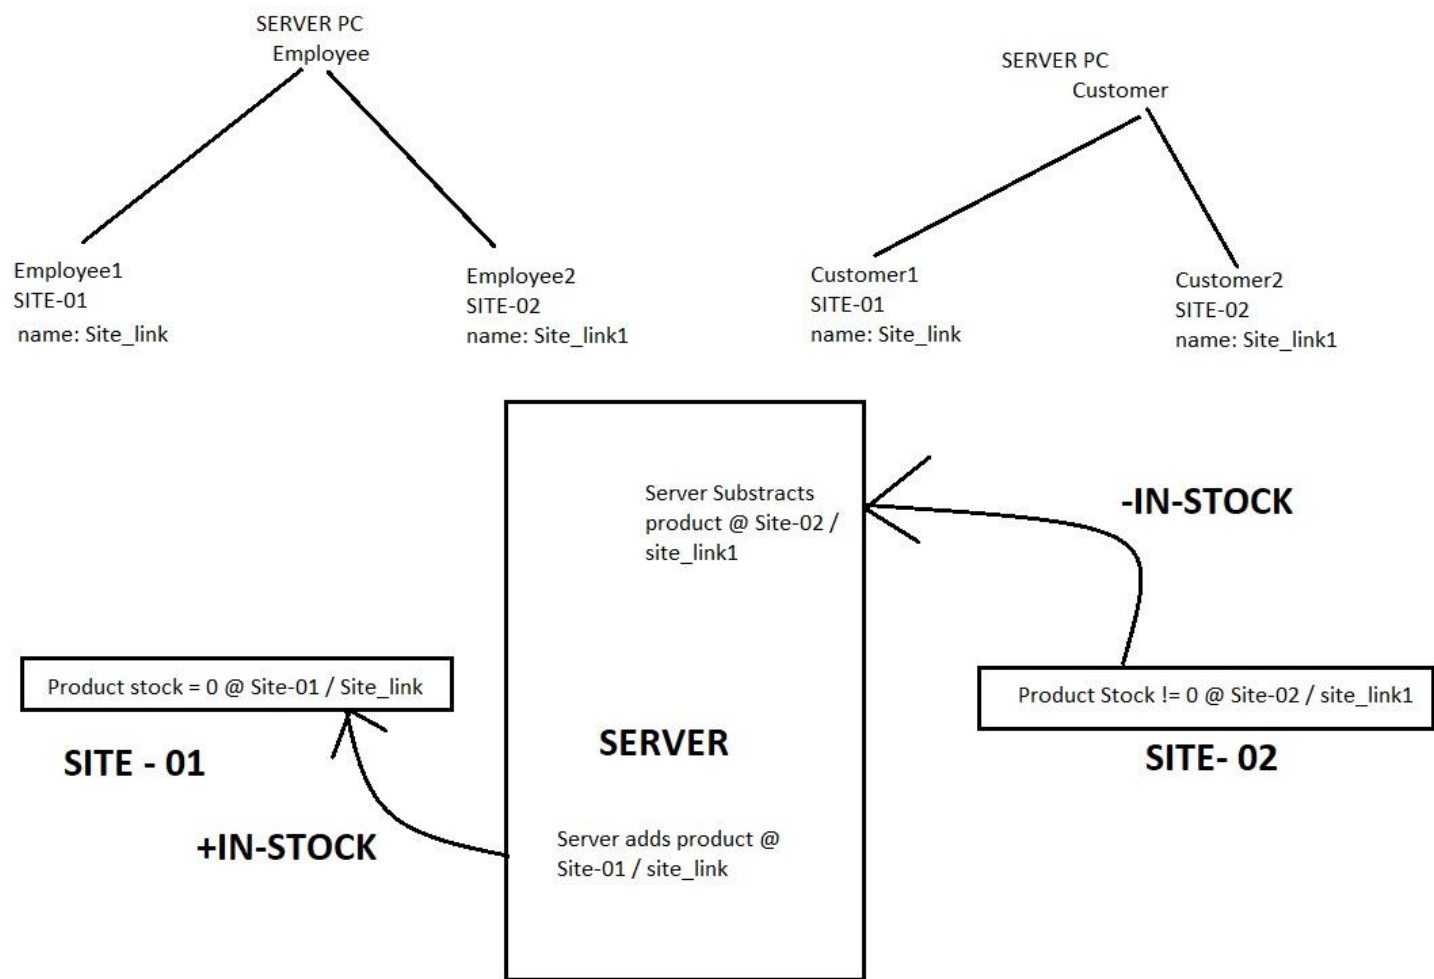 SERVER PC
Employee
Employee1
SITE-01
name: Site_link
Employee2
SITE-02
name: Site_link1
SERVER PC
Customer
Customer1
SITE-01
name: Site_link
Customer2
SITE-02
name: Site_link1
Server Substracts
product @ Site-02 /
site_link1
-IN-STOCK
Product stock = 0 @ Site-01 / Site_link
SITE - 01
+IN-STOCK
SERVER
Server adds product @
Site-01 / site_link
Product Stock != 0 @ Site-02 / site_link1
SITE- 02